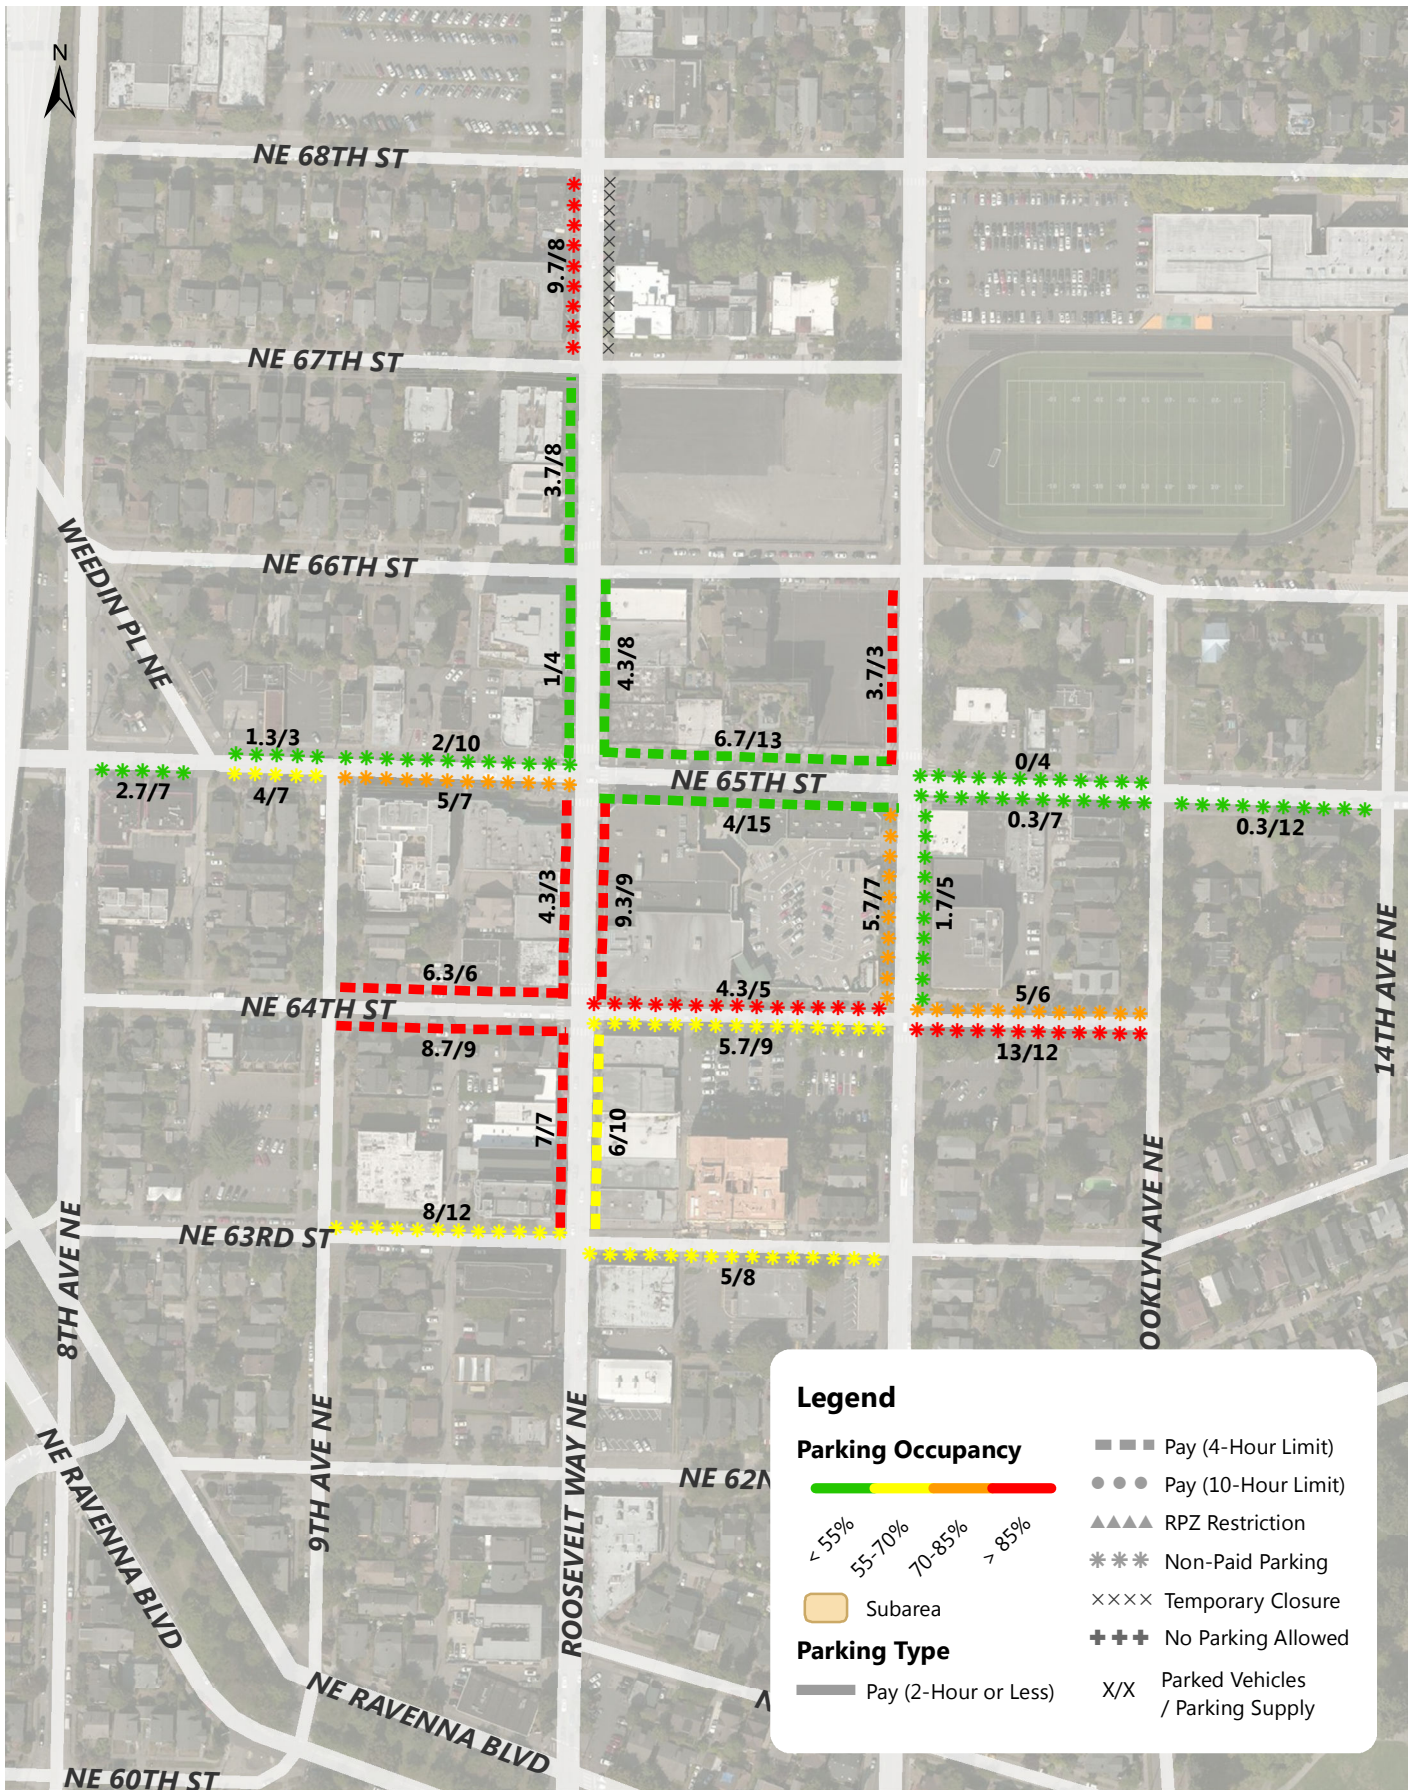 N
NE 68TH ST
9.7/8
NE 67TH ST
3.7/8
WEEDIN PL NE
NE 66TH ST
1/4
4.3/8
3.7/3
1.3/3
2/10
6.7/13
0/4
NE 65TH ST
2.7/7
4/7
5/7
4/15
0.3/7
0.3/12
4.3/3
9.3/9
5.7/7
1.7/5
14TH AVE NE
6.3/6
4.3/5
5/6
NE 64TH ST
8.7/9
5.7/9
13/12
7/7
6/10
8/12
NE 63RD ST
5/8
8TH AVE NE
OOKLYN AVE NE
9TH AVE NE
ROOSEVELT WAY NE
NE RAVENNA BLVD
NE 62N
NE RAVENNA BLVD
N
NE 60TH ST
Legend
Parking Occupancy
< 55%
55-70%
70-85%
> 85%
Subarea
Parking Type
Pay (2-Hour or Less)
Pay (4-Hour Limit)
Pay (10-Hour Limit)
RPZ Restriction
Non-Paid Parking
Temporary Closure
No Parking Allowed
X/X
Parked Vehicles
/ Parking Supply